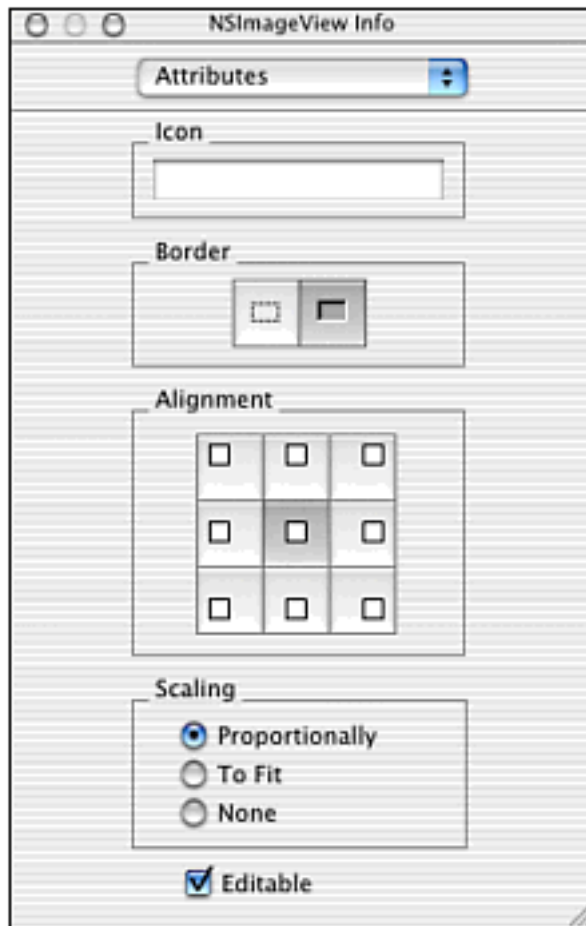 NSImageView Info
Attributes
Icon
Border
Alignment
Scaling
Proportionally
To Fit
None
Editable